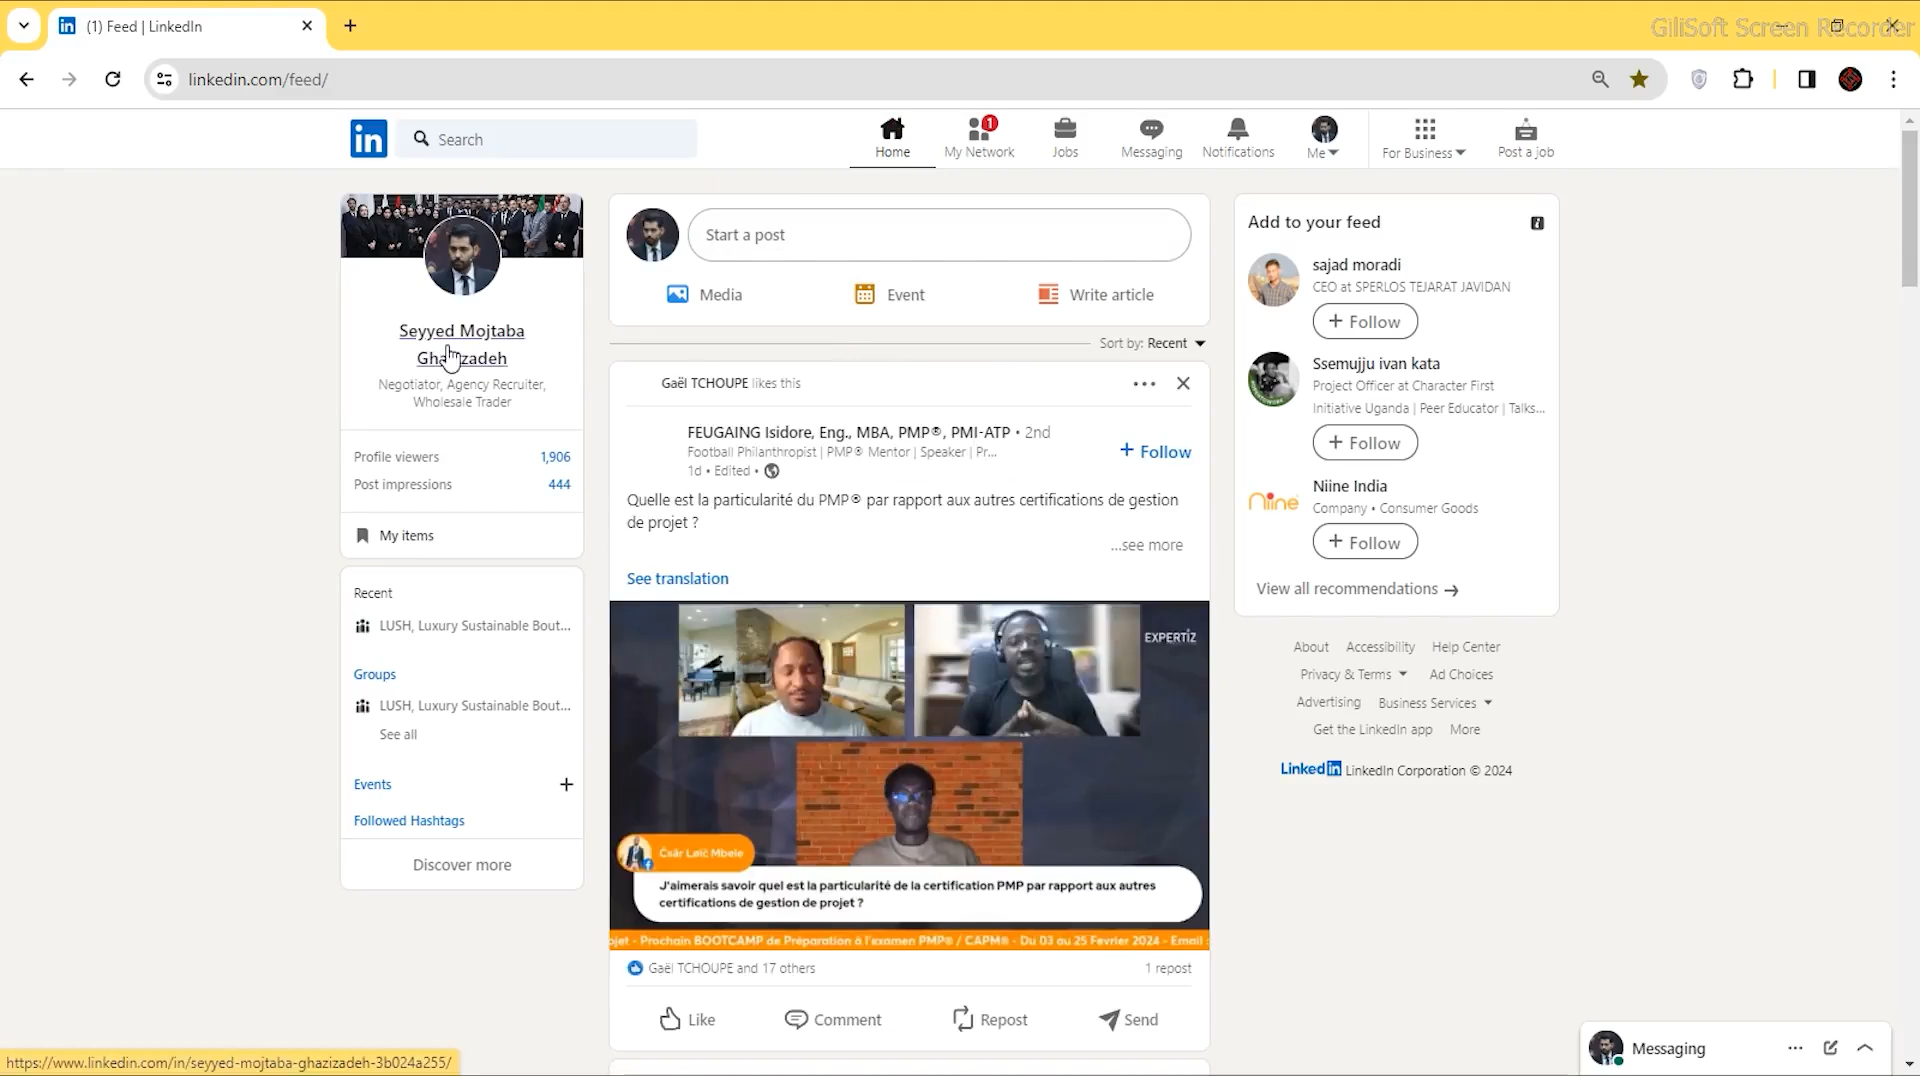 (1) Feed | LinkedIn
GiliSoft Screen Recorder
linkedin.com/feed/
in
Search
Home
1
My Network
Jobs
Messaging
Notifications
Me
For Business
Post a job
Seyyed Mojtaba
Ghazizadeh
Negotiator, Agency Recruiter,
Wholesale Trader
Profile viewers 1,906
Post impressions 444
My items
Recent
LUSH, Luxury Sustainable Bout...
Groups
LUSH, Luxury Sustainable Bout...
See all
Events
Followed Hashtags
Discover more
Start a post
Media
Event
Write article
Sort by: Recent
Gaël TCHOUPE likes this
FEUGAING Isidore, Eng., MBA, PMP®, PMI-ATP • 2nd
Football Philanthropist | PMP® Mentor | Speaker | Pr...
1d • Edited •
+ Follow
Quelle est la particularité du PMP® par rapport aux autres certifications de gestion
de projet ?
...see more
See translation
EXPERTIZ
Csär Laïc Mbele
J'aimerais savoir quel est la particularité de la certification PMP par rapport aux autres
certifications de gestion de projet ?
ojet - Prochain BOOTCAMP de Préparation à l'examen PMP® / CAPM® - Du 03 au 25 Fevrier 2024 - Email :
Gaël TCHOUPE and 17 others
1 repost
Like
Comment
Repost
Send
Add to your feed
sajad moradi
CEO at SPERLOS TEJARAT JAVIDAN
+ Follow
Ssemujju ivan kata
Project Officer at Character First
Initiative Uganda | Peer Educator | Talks...
+ Follow
Niine
Niine India
Company • Consumer Goods
+ Follow
View all recommendations →
About Accessibility Help Center
Privacy & Terms Ad Choices
Advertising Business Services
Get the LinkedIn app More
LinkedIn LinkedIn Corporation © 2024
Messaging
https://www.linkedin.com/in/seyyed-mojtaba-ghazizadeh-3b024a255/